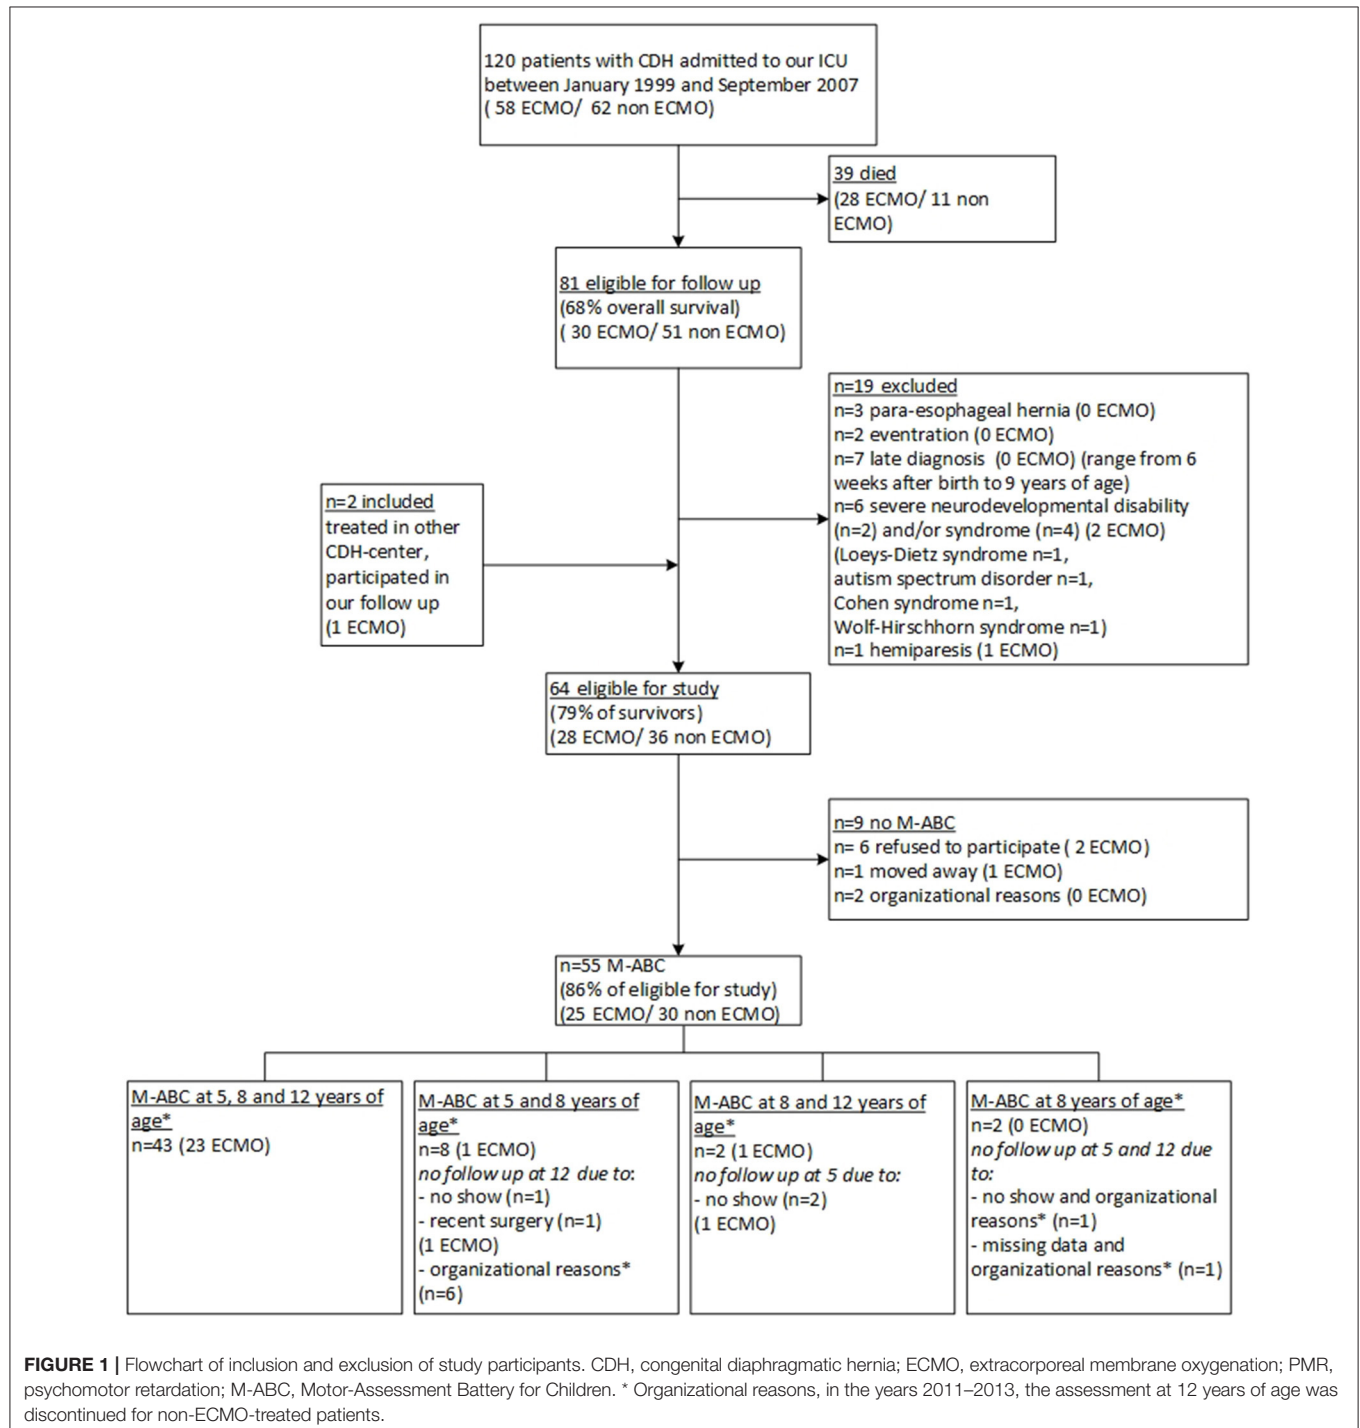 120 patients with CDH admitted to our ICU
between January 1999 and September 2007
( 58 ECMO/ 62 non ECMO)
39 died
(28 ECMO/ 11 non
ECMO)
81 eligible for follow up
(68% overall survival)
( 30 ECMO/ 51 non ECMO)
n=19 excluded
n=3 para-esophageal hernia (0 ECMO)
n=2 eventration (0 ECMO)
n=7 late diagnosis (0 ECMO) (range from 6
weeks after birth to 9 years of age)
n=6 severe neurodevelopmental disability
(n=2) and/or syndrome (n=4) (2 ECMO)
(Loeys-Dietz syndrome n=1,
autism spectrum disorder n=1,
Cohen syndrome n=1,
Wolf-Hirschhorn syndrome n=1)
n=1 hemiparesis (1 ECMO)
n=2 included
treated in other
CDH-center,
participated in
our follow up
(1 ECMO)
64 eligible for study
(79% of survivors)
(28 ECMO/ 36 non ECMO)
n=9 no M-ABC
n= 6 refused to participate ( 2 ECMO)
n=1 moved away (1 ECMO)
n=2 organizational reasons (0 ECMO)
n=55 M-ABC
(86% of eligible for study)
(25 ECMO/ 30 non ECMO)
M-ABC at 5, 8 and 12 years of
age*
n=43 (23 ECMO)
M-ABC at 5 and 8 years of
age*
n=8 (1 ECMO)
no follow up at 12 due to:
- no show (n=1)
- recent surgery (n=1)
(1 ECMO)
- organizational reasons*
(n=6)
M-ABC at 8 and 12 years of
age*
n=2 (1 ECMO)
no follow up at 5 due to:
- no show (n=2)
(1 ECMO)
M-ABC at 8 years of age*
n=2 (0 ECMO)
no follow up at 5 and 12 due
to:
- no show and organizational
reasons* (n=1)
- missing data and
organizational reasons* (n=1)
FIGURE 1 | Flowchart of inclusion and exclusion of study participants. CDH, congenital diaphragmatic hernia; ECMO, extracorporeal membrane oxygenation; PMR,
psychomotor retardation; M-ABC, Motor-Assessment Battery for Children. * Organizational reasons, in the years 2011–2013, the assessment at 12 years of age was
discontinued for non-ECMO-treated patients.